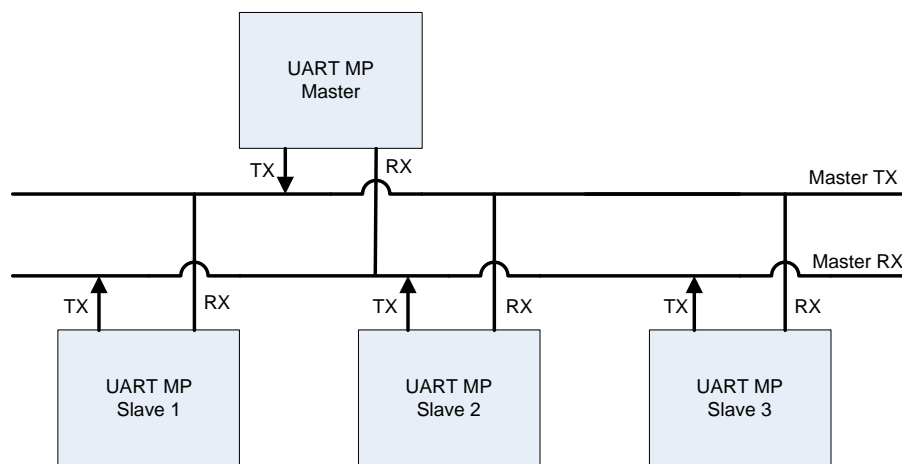 UART MP
Master
TX
RX
Master TX
Master RX
TX
RX
TX
RX
TX
RX
UART MP
Slave 1
UART MP
Slave 2
UART MP
Slave 3